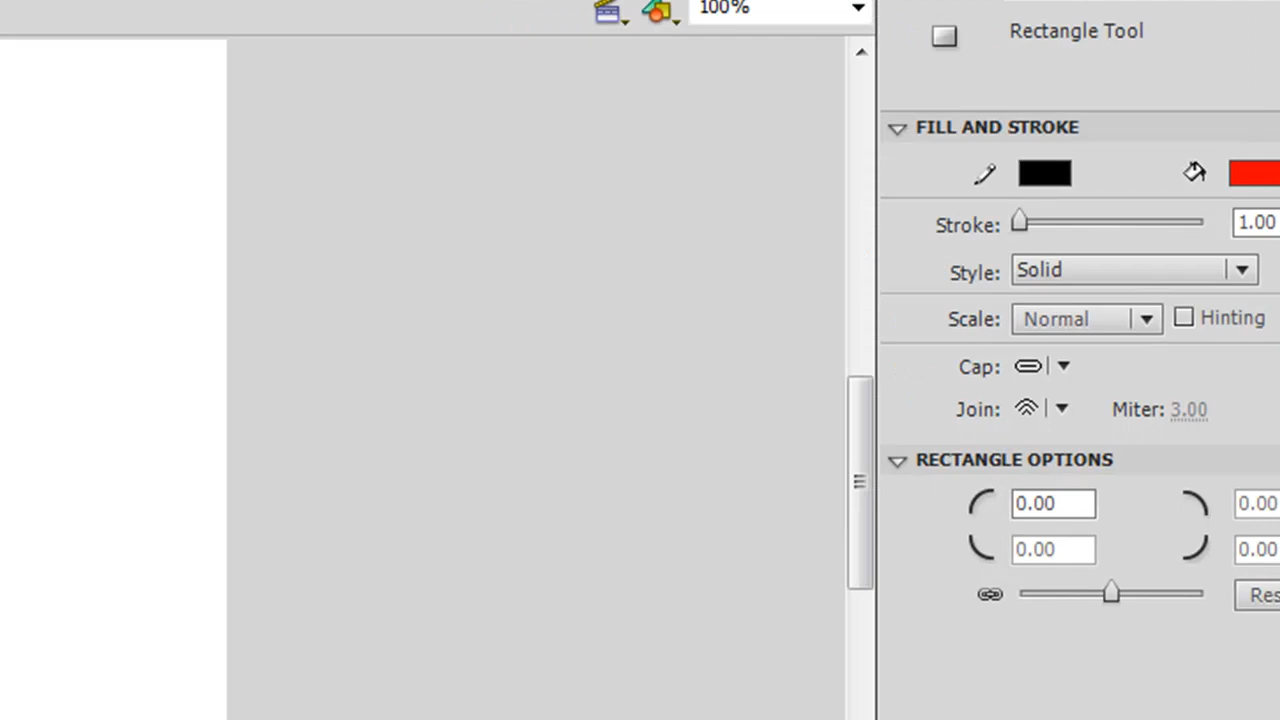 100%
Rectangle Tool
FILL AND STROKE
Stroke: 1.00
Style: Solid
Scale: Normal Hinting
Cap:
Join: Miter: 3.00
RECTANGLE OPTIONS
0.00 0.00
0.00 0.00
Res